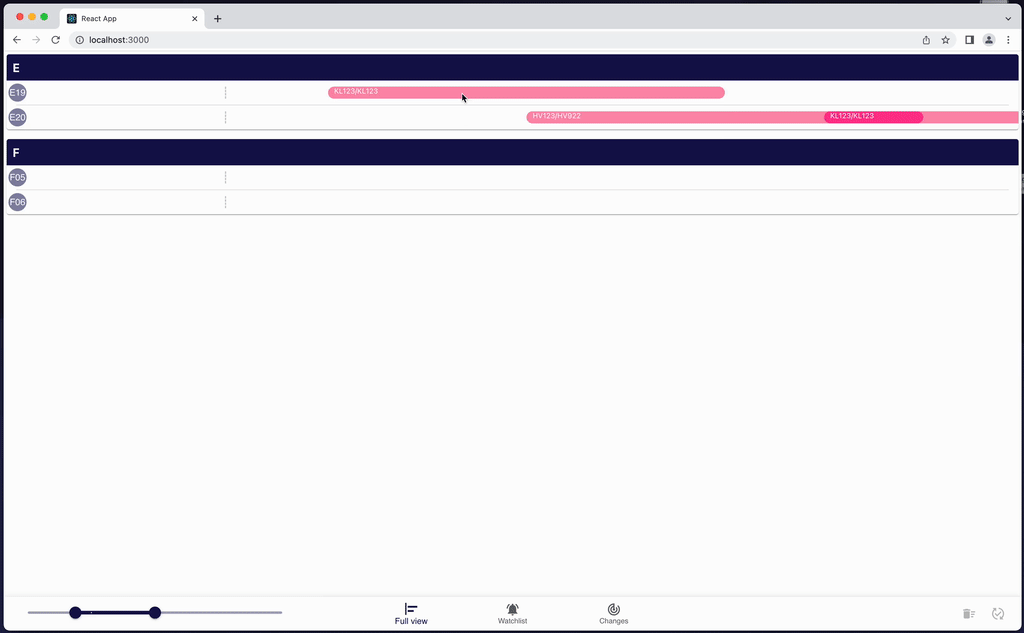 React App
localhost:3000
E
E19
KL123/KL123
E20
HV123/HV922
KL123/KL123
F
F05
F06
Full view
Watchlist
Changes